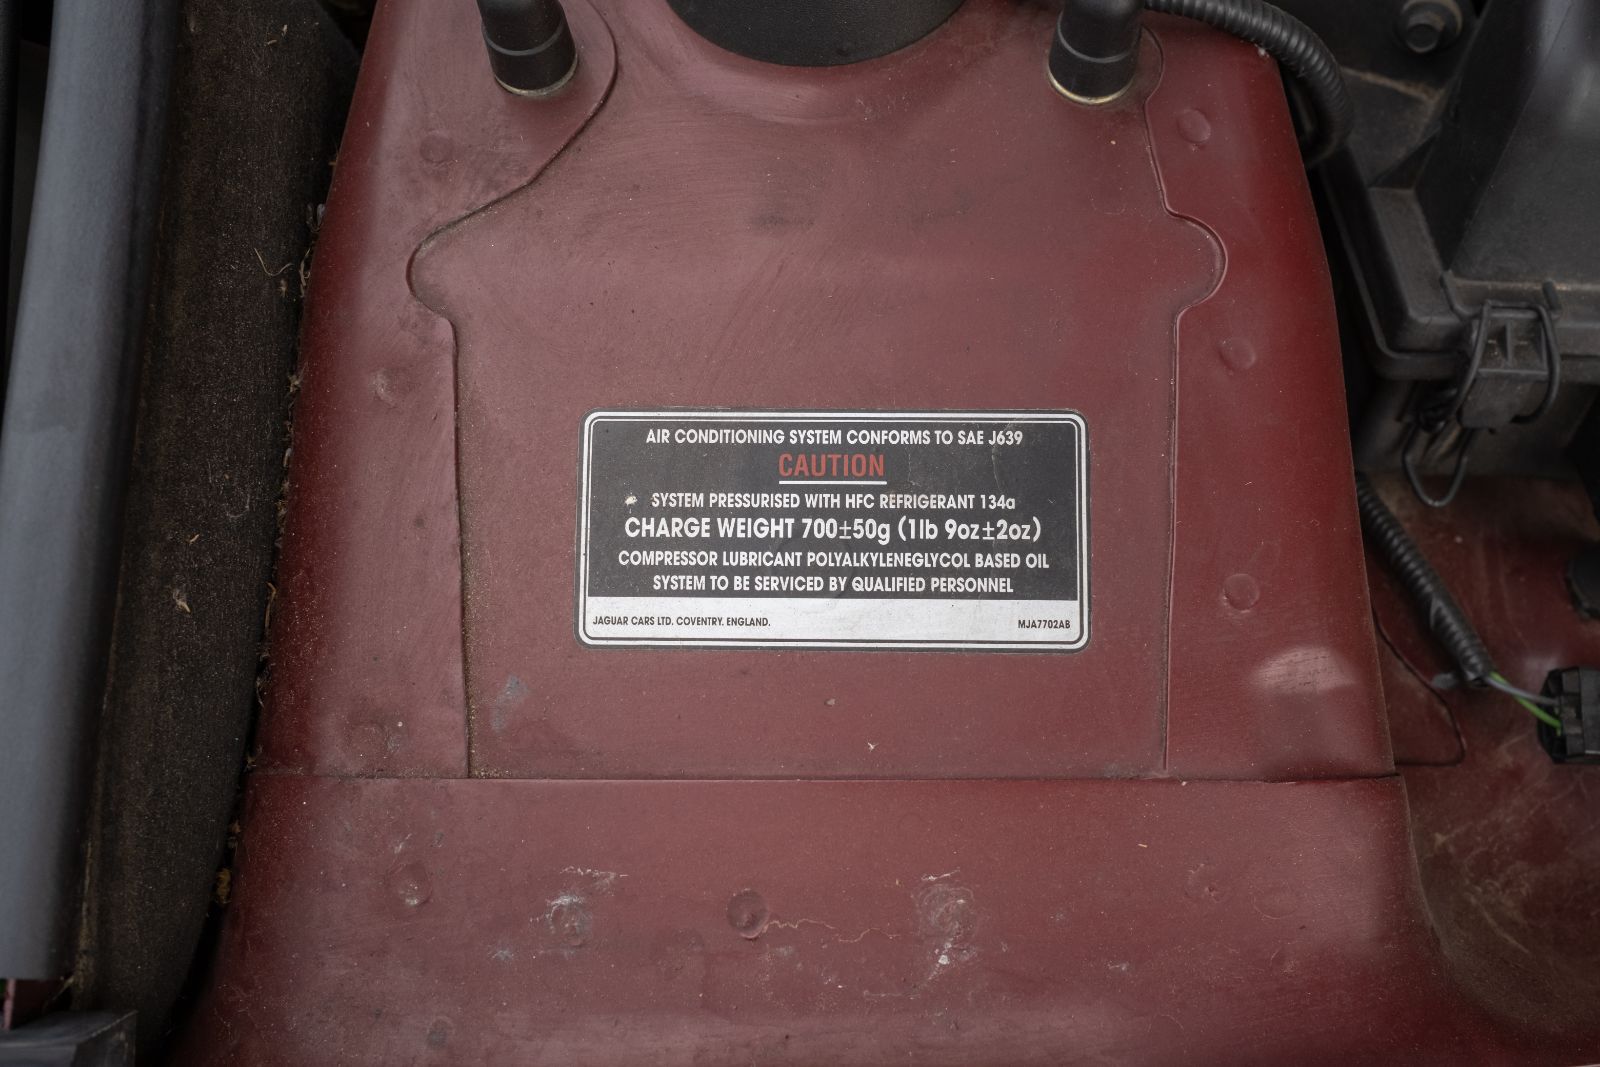 AIR CONDITIONING SYSTEM CONFORMS TO SAE J639
CAUTION
SYSTEM PRESSURISED WITH HFC REFRIGERANT 134a
CHARGE WEIGHT 700±50g (1lb 9oz±2oz)
COMPRESSOR LUBRICANT POLYALKYLENEGLYCOL BASED OIL
SYSTEM TO BE SERVICED BY QUALIFIED PERSONNEL
JAGUAR CARS LTD. COVENTRY. ENGLAND. MJA7702AB